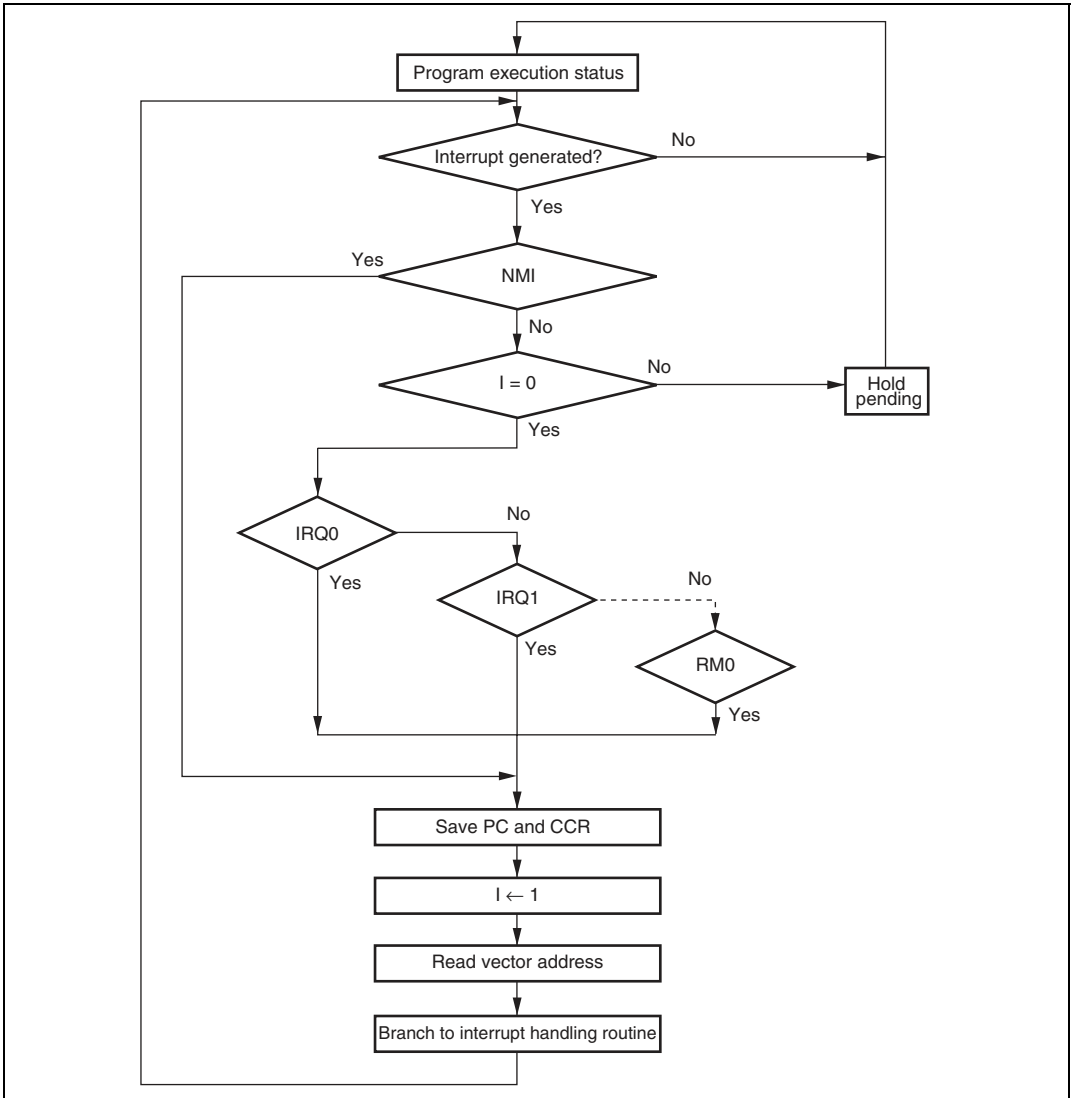 Program execution status
Interrupt generated?
No
Yes
Yes
NMI
No
I = 0
No
Hold
pending
Yes
IRQ0
No
Yes
IRQ1
No
Yes
RM0
Yes
Save PC and CCR
I ← 1
Read vector address
Branch to interrupt handling routine